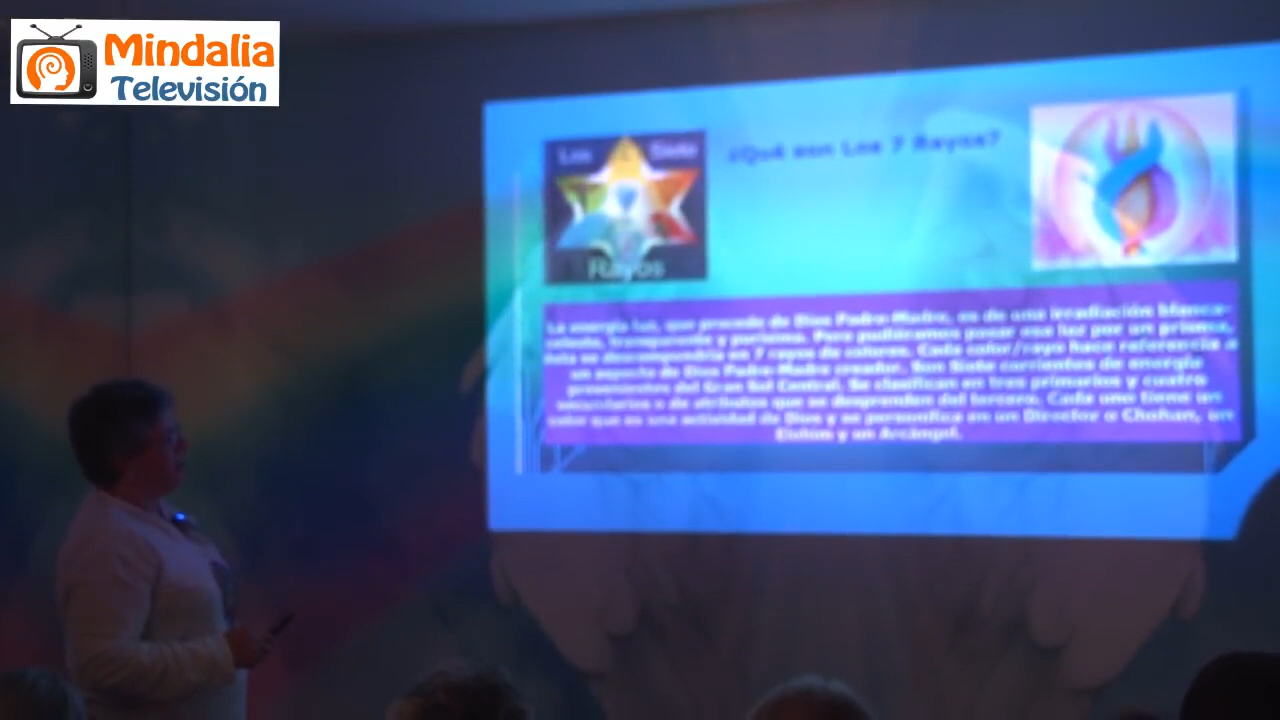 Mindalia
Televisión
Los Siete
Rayos
¿Qué son Los 7 Rayos?
La energía luz, que procede de Dios Padre-Madre, es de una irradiación blanca-
celeste, transparente y purísima. Para pudiéramos pasar esa luz por un prisma,
ésta se descompondría en 7 rayos de colores. Cada color/rayo hace referencia a
un aspecto de Dios Padre-Madre creador. Son Siete corrientes de energía
provenientes del Gran Sol Central. Se clasifican en tres primarios y cuatro
secundarios o de atributos que se desprenden del tercero. Cada uno tiene un
color que es una actividad de Dios y se personifica en un Director o Chohan, un
Elohim y un Arcángel.